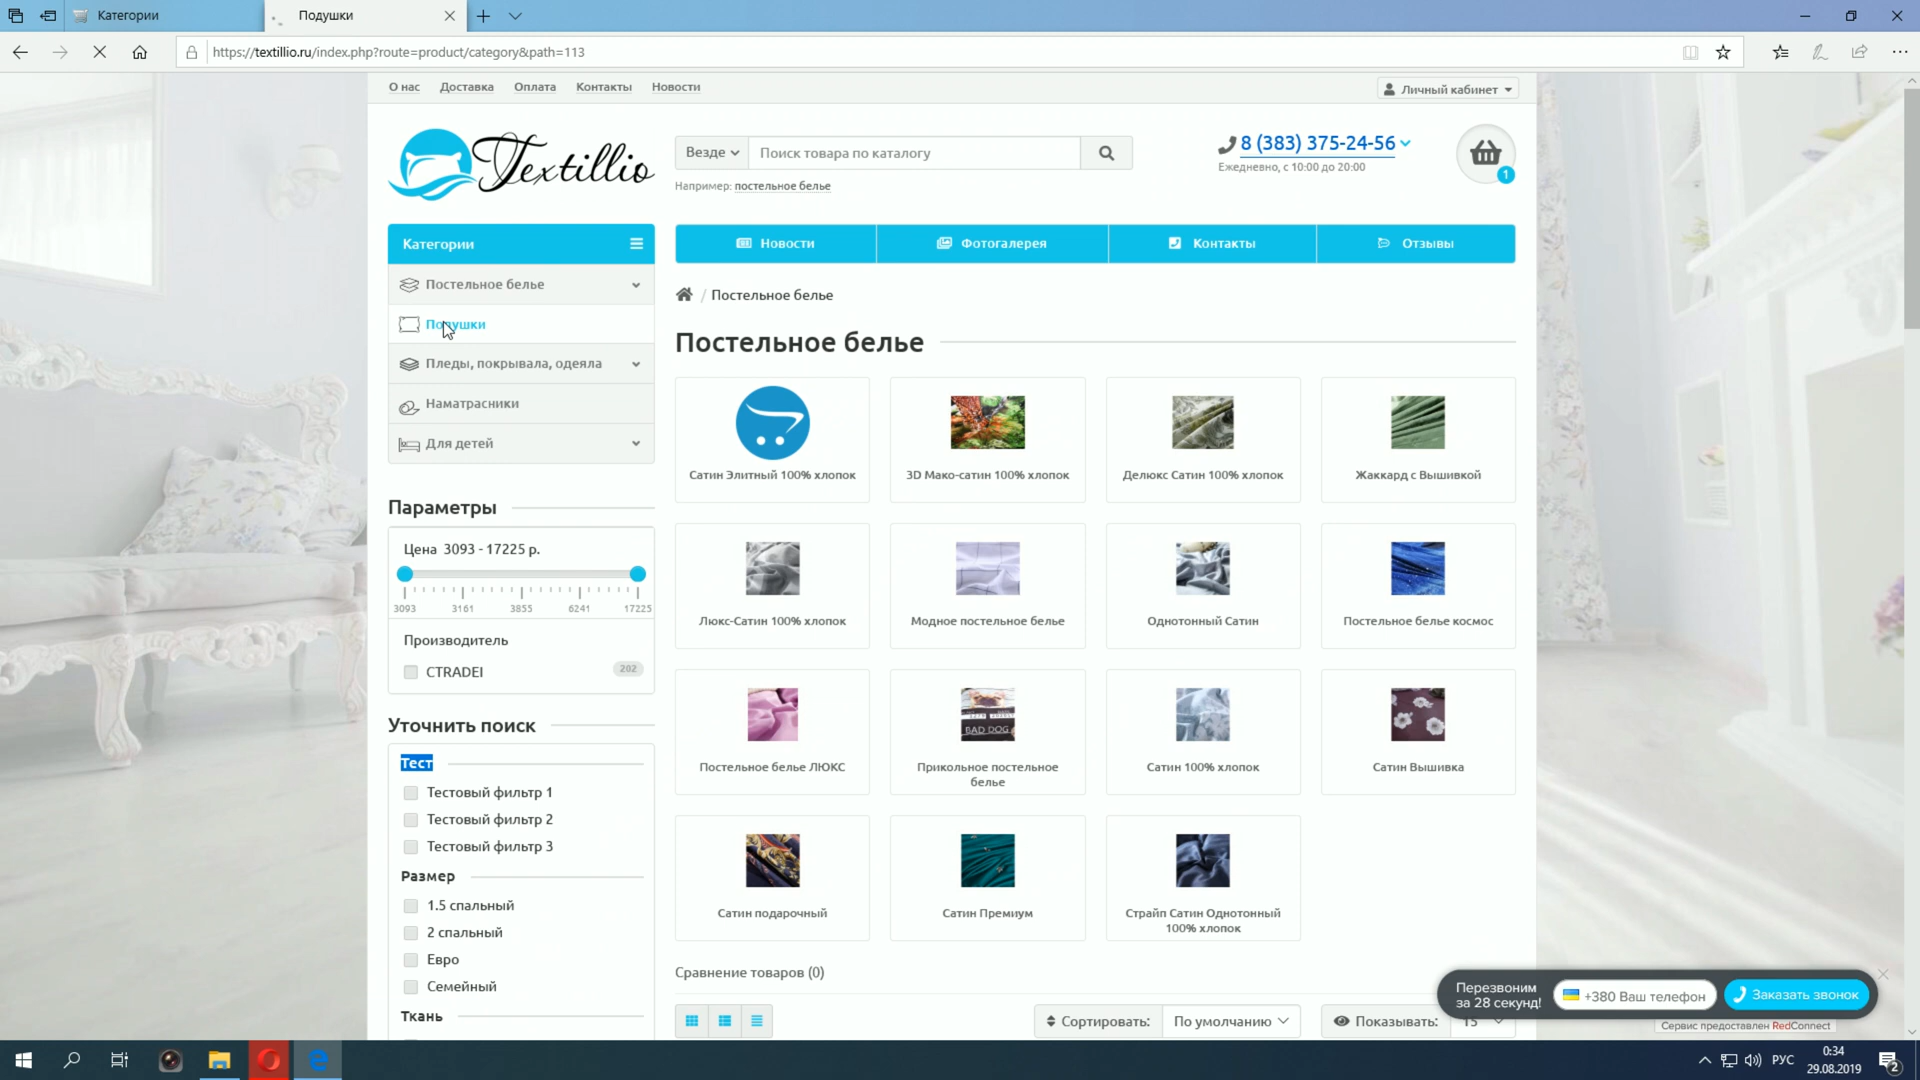 Категории
Подушки
https://textillio.ru/index.php?route=product/category&path=113
О нас Доставка Оплата Контакты Новости
Личный кабинет
Textillio
Везде Поиск товара по каталогу
8 (383) 375-24-56
Ежедневно, с 10:00 до 20:00
1
Например: постельное белье
Категории
Новости Фотогалерея Контакты Отзывы
Постельное белье
Подушки
Пледы, покрывала, одеяла
Наматрасники
Для детей
/ Постельное белье
Постельное белье
Сатин Элитный 100% хлопок
3D Мако-сатин 100% хлопок
Делюкс Сатин 100% хлопок
Жаккард с Вышивкой
Люкс-Сатин 100% хлопок
Модное постельное белье
Однотонный Сатин
Постельное белье космос
Постельное белье ЛЮКС
BAD DOG
Прикольное постельное
белье
Сатин 100% хлопок
Сатин Вышивка
Сатин подарочный
Сатин Премиум
Страйп Сатин Однотонный
100% хлопок
Параметры
Цена 3093 - 17225 р.
3093 3161 3855 6241 17225
Производитель
CTRADEI 202
Уточнить поиск
Тест
Тестовый фильтр 1
Тестовый фильтр 2
Тестовый фильтр 3
Размер
1.5 спальный
2 спальный
Евро
Семейный
Ткань
Сравнение товаров (0)
Сортировать: По умолчанию
Показывать: 15
Перезвоним
за 28 секунд!
+380 Ваш телефон
Заказать звонок
Сервис предоставлен RedConnect
РУС
0:34
29.08.2019
2